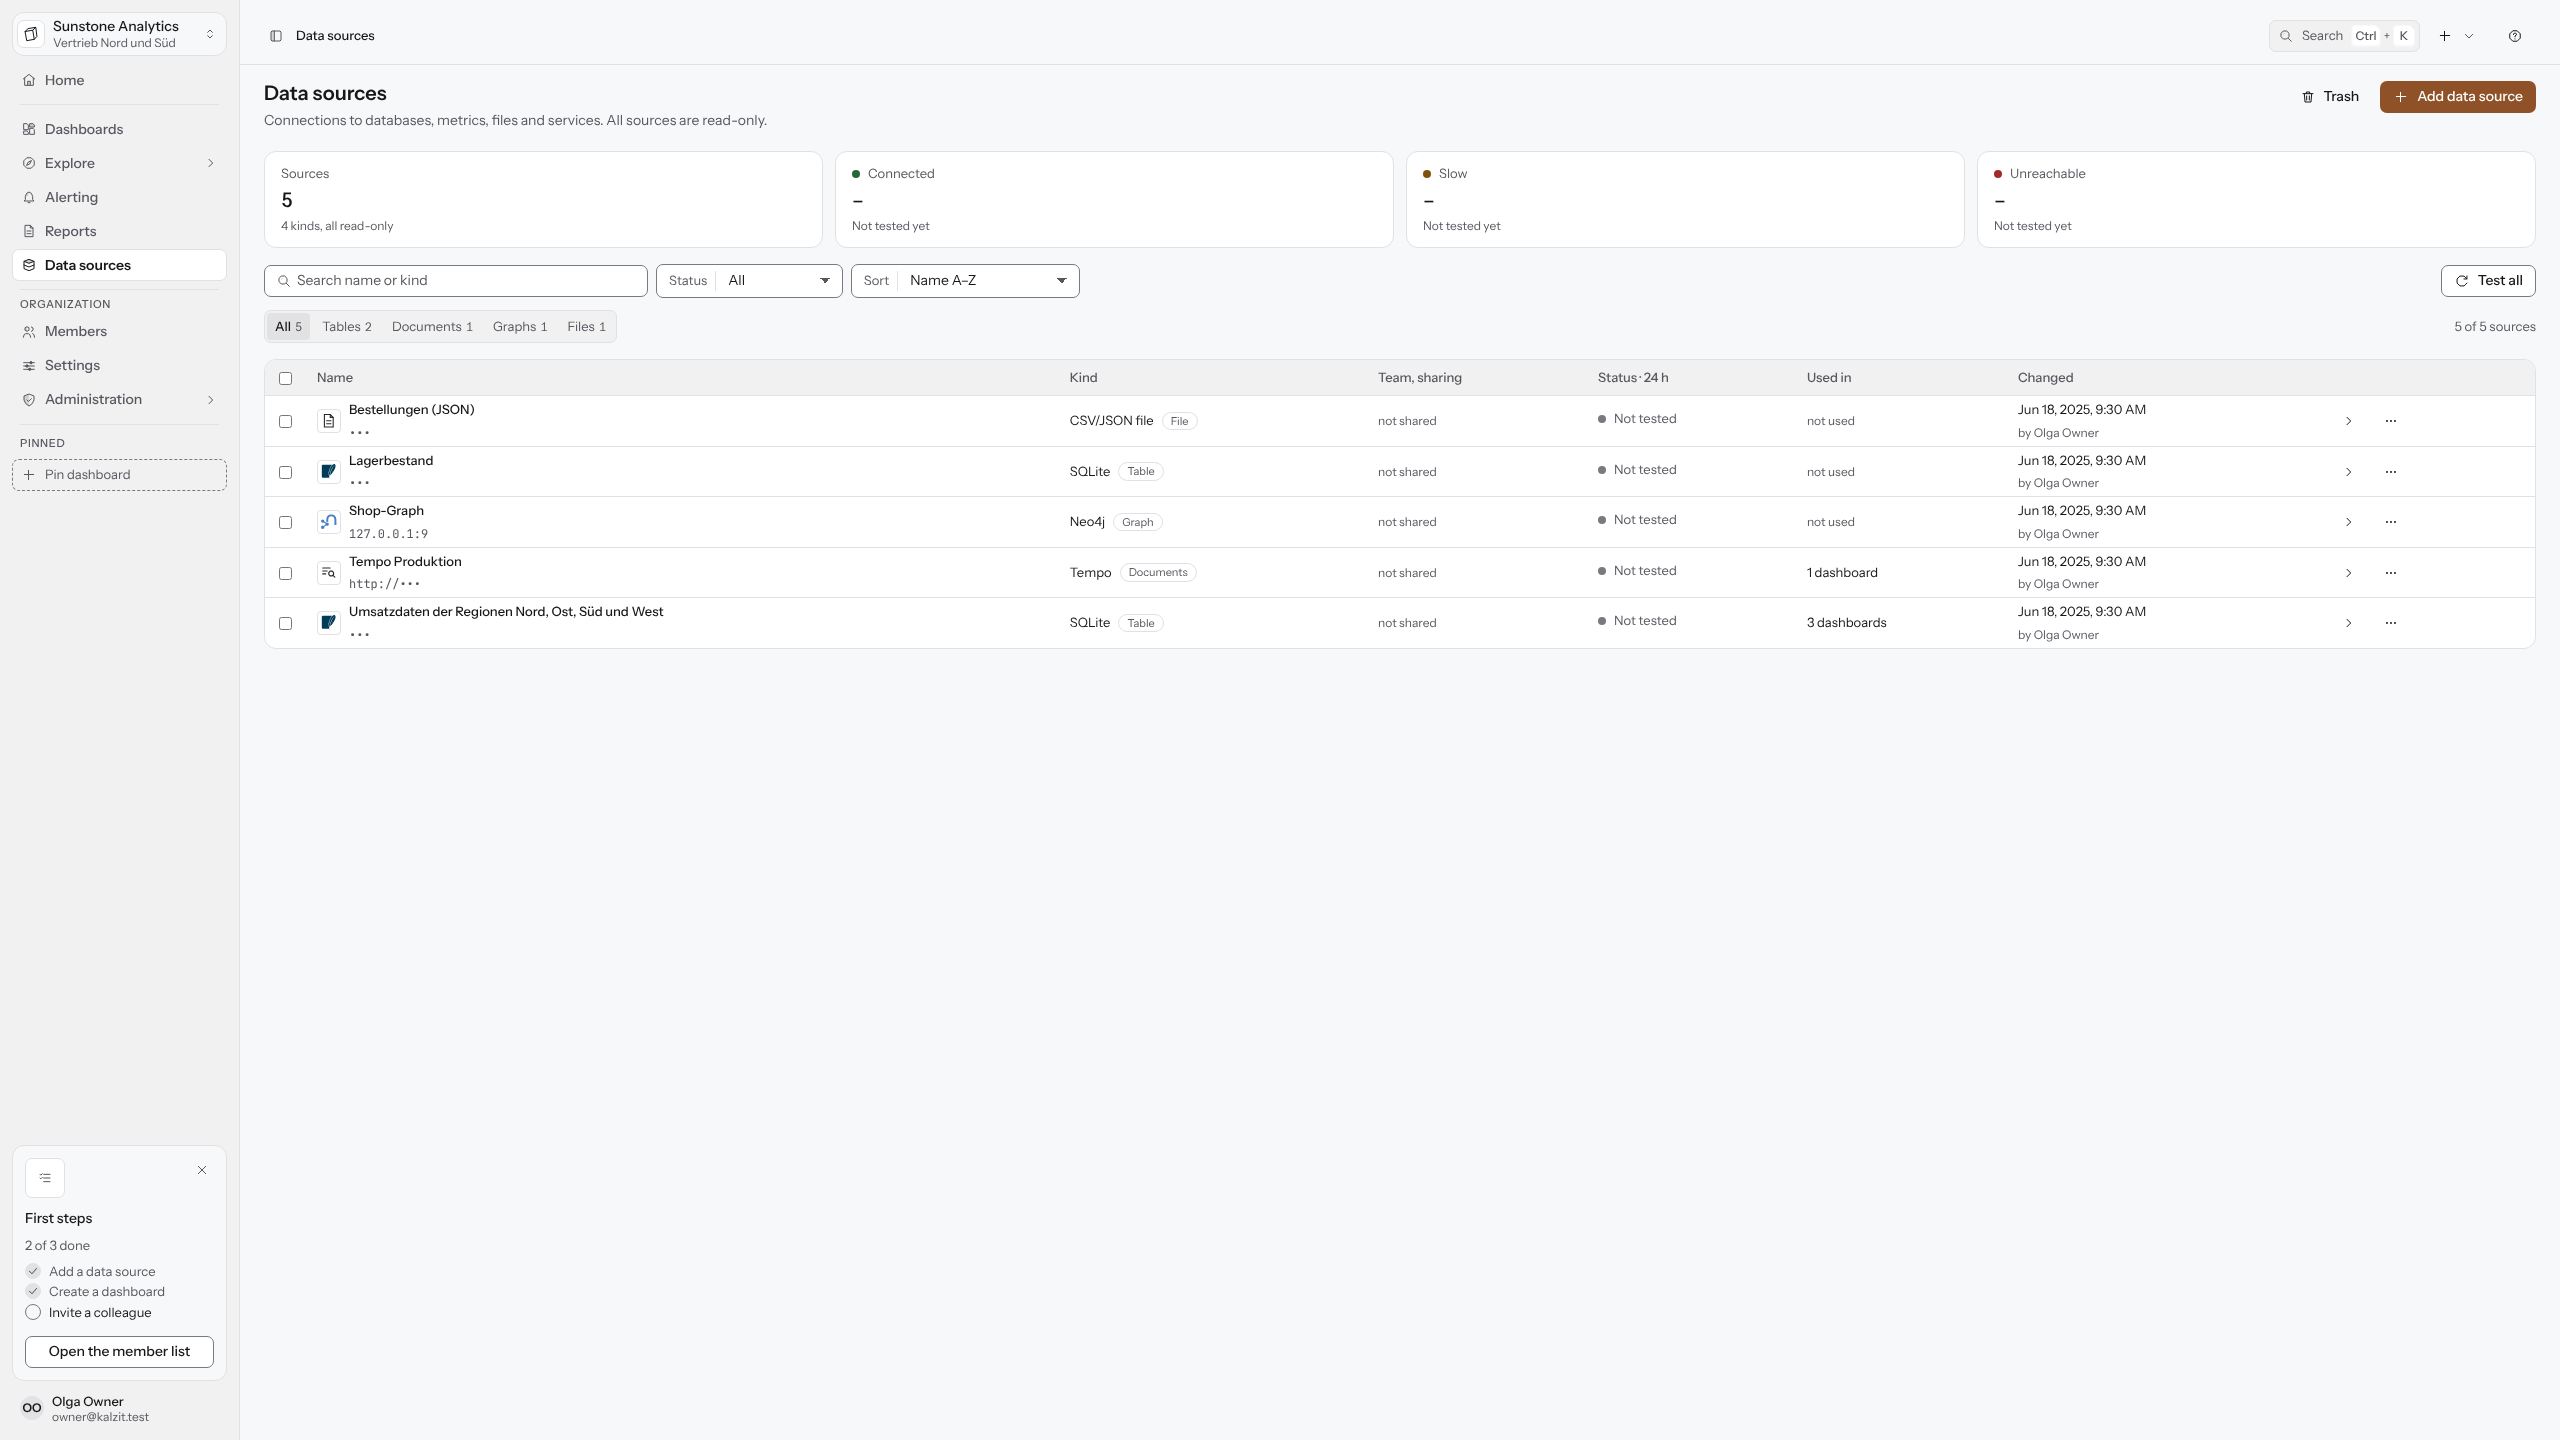 Sunstone Analytics
Vertrieb Nord und Süd
Home
Dashboards
Explore
Alerting
Reports
Data sources
ORGANIZATION
Members
Settings
Administration
PINNED
Pin dashboard
First steps
2 of 3 done
Add a data source
Create a dashboard
Invite a colleague
Open the member list
OO
Olga Owner
owner@kalzit.test
Data sources
Search Ctrl + K
Data sources
Connections to databases, metrics, files and services. All sources are read-only.
Trash
Add data source
Sources
5
4 kinds, all read-only
Connected
–
Not tested yet
Slow
–
Not tested yet
Unreachable
–
Not tested yet
Search name or kind
Status All
Sort Name A–Z
Test all
All 5 Tables 2 Documents 1 Graphs 1 Files 1
5 of 5 sources
Name Kind Team, sharing Status · 24 h Used in Changed
Bestellungen (JSON)
•••
CSV/JSON file File not shared Not tested not used
Jun 18, 2025, 9:30 AM
by Olga Owner
Lagerbestand
•••
SQLite Table not shared Not tested not used
Jun 18, 2025, 9:30 AM
by Olga Owner
Shop-Graph
127.0.0.1:9
Neo4j Graph not shared Not tested not used
Jun 18, 2025, 9:30 AM
by Olga Owner
Tempo Produktion
http://•••
Tempo Documents not shared Not tested 1 dashboard
Jun 18, 2025, 9:30 AM
by Olga Owner
Umsatzdaten der Regionen Nord, Ost, Süd und West
•••
SQLite Table not shared Not tested 3 dashboards
Jun 18, 2025, 9:30 AM
by Olga Owner